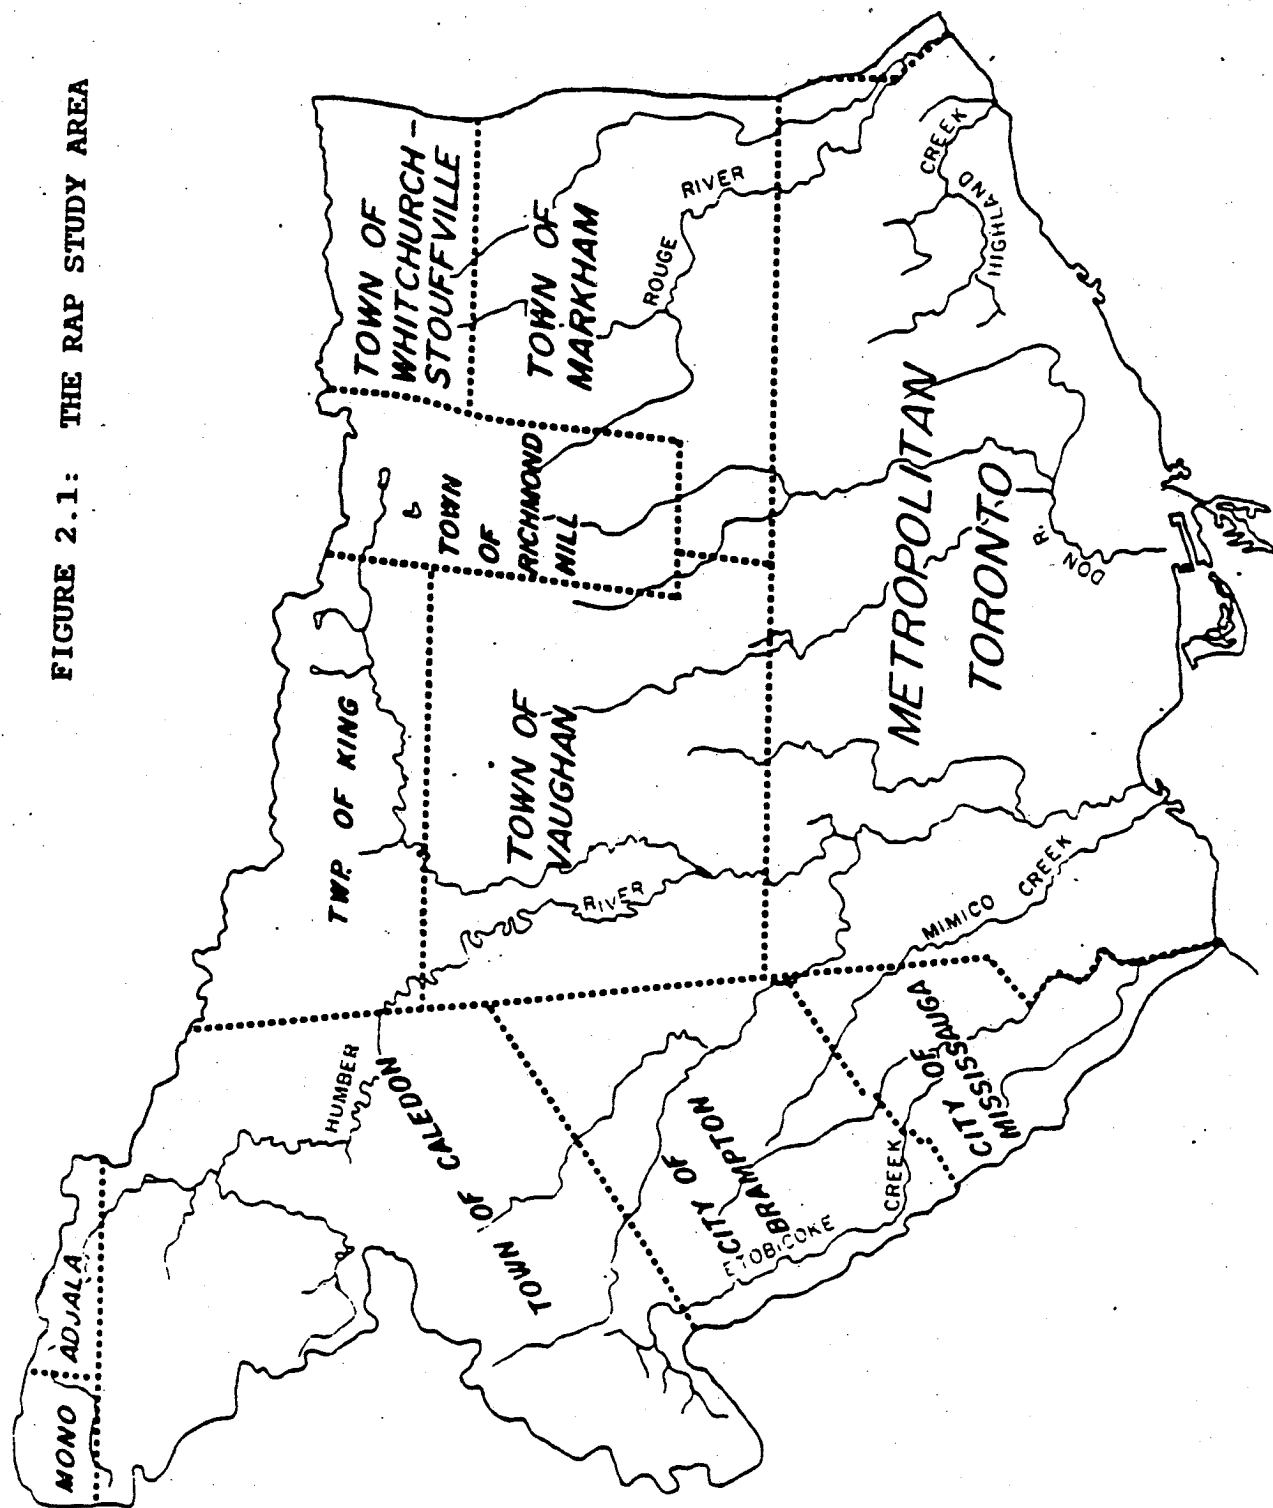 FIGURE 2.1: THE RAP STUDY AREA
MONO
ADJALA
TOWN OF CALEDON
HUMBER
RIVER
TWP. OF KING
TOWN
OF
RICHMOND
HILL
TOWN OF
WHITCHURCH –
STOUFFVILLE
TOWN OF
MARKHAM
ROUGE
RIVER
TOWN OF
VAUGHAN
CITY OF
BRAMPTON
ETOBICOKE
CREEK
CITY OF
MISSISSAUGA
MIMICO CREEK
METROPOLITAN
TORONTO
DON R.
HIGHLAND
CREEK